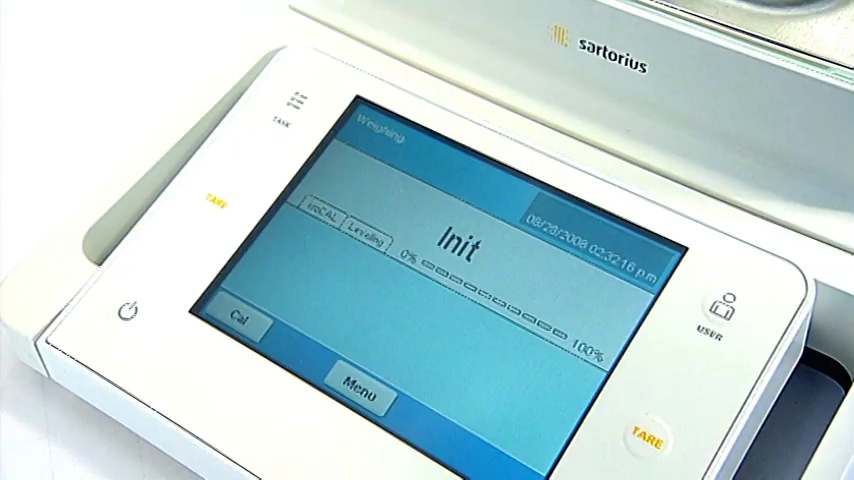 sartorius
TASK
Weighing
TARE
08/28/2008 02:32:16 p.m
isoCAL
Leveling
Init
0%
100%
USER
Cal
Menu
TARE